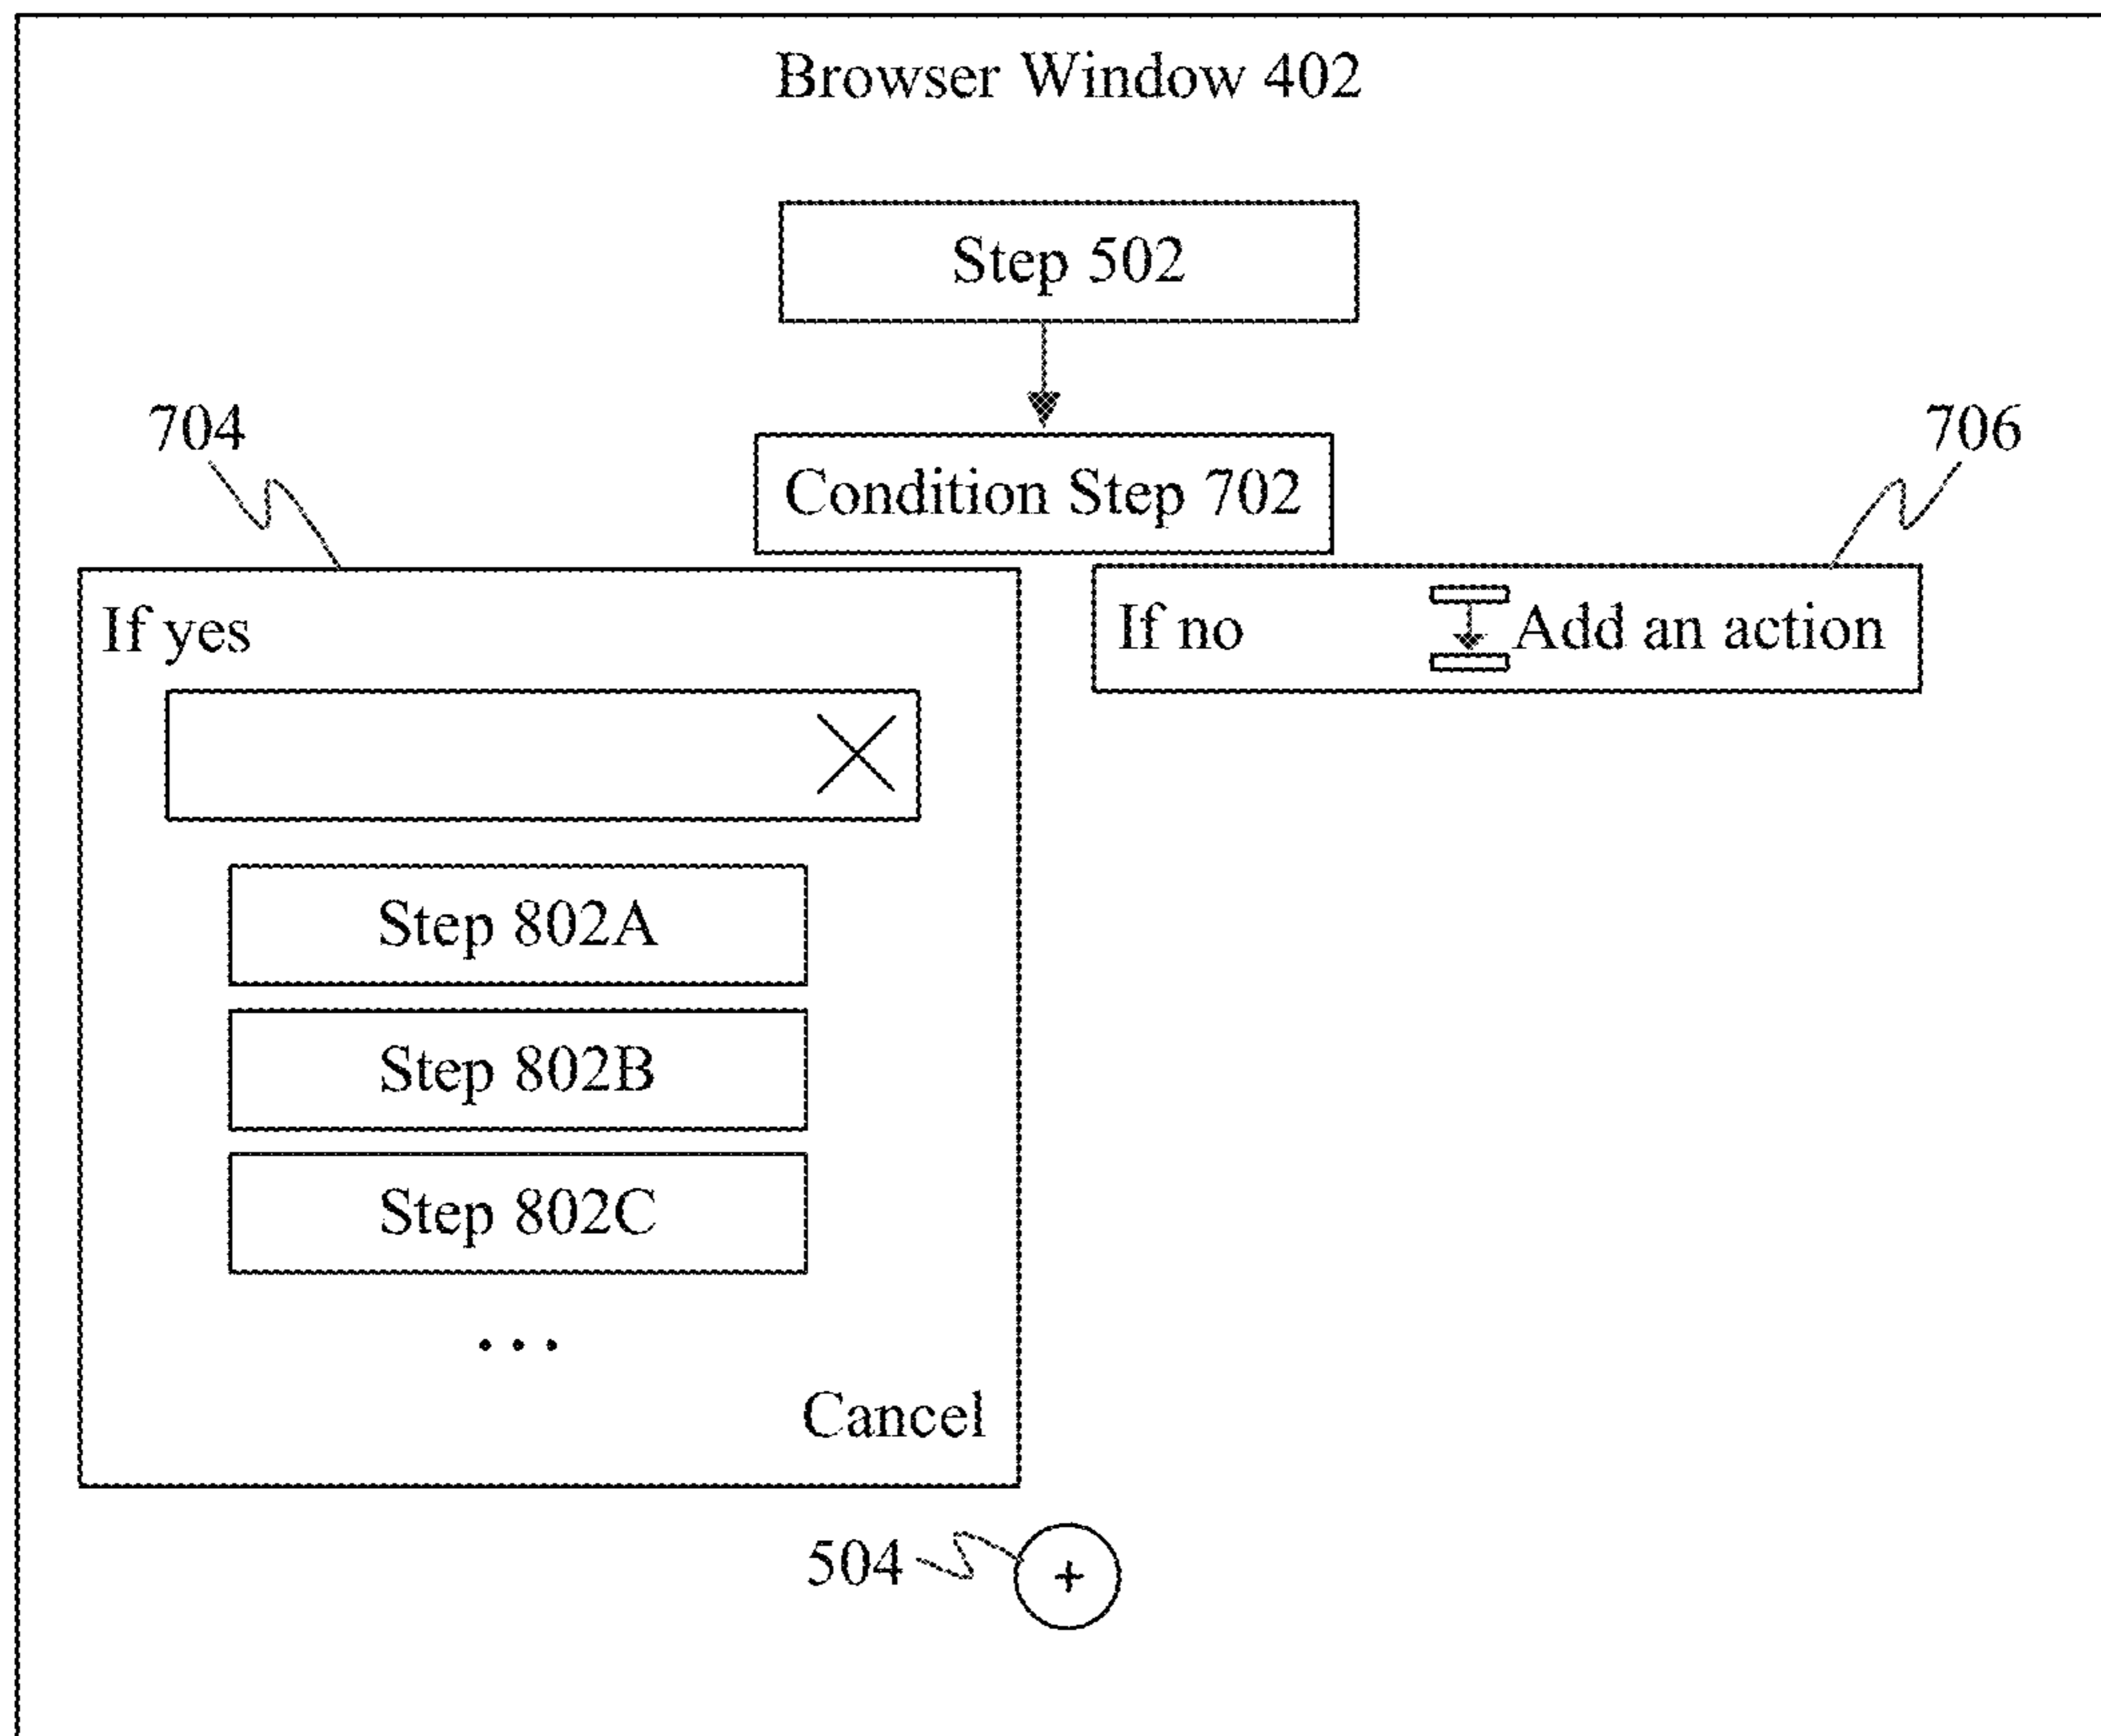 Browser Window 402
Step 502
704
706
Condition Step 702
If yes
If no
Add an action
Step 802A
Step 802B
Step 802C
...
Cancel
504
+